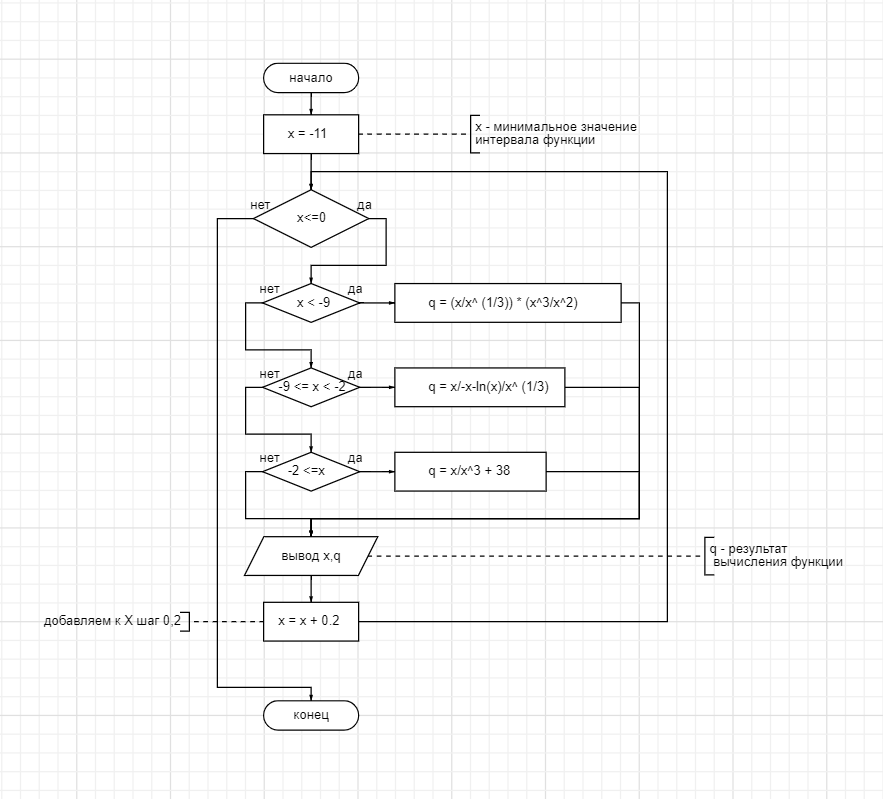 начало
x = -11
x - минимальное значение
интервала функции
нет
да
x<=0
нет
да
x < -9
q = (x/x^ (1/3)) * (x^3/x^2)
нет
да
-9 <= x < -2
q = x/-x-ln(x)/x^ (1/3)
нет
да
-2 <=x
q = x/x^3 + 38
вывод x,q
q - результат
вычисления функции
добавляем к X шаг 0,2
x = x + 0.2
конец